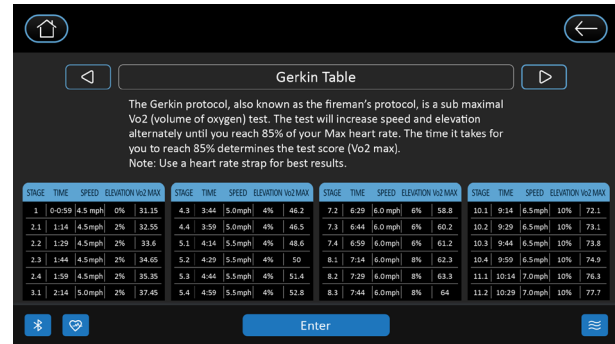 Gerkin Table
The Gerkin protocol, also known as the fireman's protocol, is a sub maximal
Vo2 (volume of oxygen) test. The test will increase speed and elevation
alternately until you reach 85% of your Max heart rate. The time it takes for
you to reach 85% determines the test score (Vo2 max).
Note: Use a heart rate strap for best results.
STAGE TIME SPEED ELEVATION Vo2 MAX
1 0-0:59 4.5 mph 0% 31.15
2.1 1:14 4.5 mph 2% 32.55
2.2 1:29 4.5 mph 2% 33.6
2.3 1:44 4.5 mph 2% 34.65
2.4 1:59 4.5 mph 2% 35.35
3.1 2:14 5.0mph 2% 37.45
STAGE TIME SPEED ELEVATION Vo2 MAX
4.3 3:44 5.0mph 4% 46.2
4.4 3:59 5.0mph 4% 46.5
5.1 4:14 5.5mph 4% 48.6
5.2 4:29 5.5mph 4% 50
5.3 4:44 5.5mph 4% 51.4
5.4 4:59 5.5mph 4% 52.8
STAGE TIME SPEED ELEVATION Vo2 MAX
7.2 6:29 6.0 mph 6% 58.8
7.3 6:44 6.0mph 6% 60.2
7.4 6:59 6.0mph 6% 61.2
8.1 7:14 6.0mph 8% 62.3
8.2 7:29 6.0mph 8% 63.3
8.3 7:44 6.0mph 8% 64
STAGE TIME SPEED ELEVATION Vo2 MAX
10.1 9:14 6.5mph 10% 72.1
10.2 9:29 6.5mph 10% 73.1
10.3 9:44 6.5mph 10% 73.8
10.4 9:59 6.5mph 10% 74.9
11.1 10:14 7.0mph 10% 76.3
11.2 10:29 7.0mph 10% 77.7
Enter